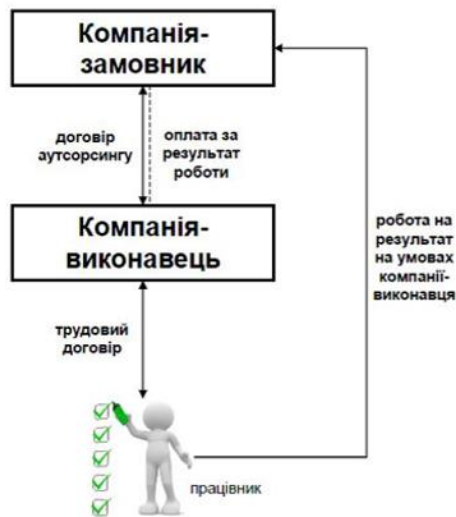 Компанія-
замовник
договір
аутсорсингу
оплата за
результат
роботи
Компанія-
виконавець
робота на
результат
на умовах
компанії-
виконавця
трудовий
договір
працівник